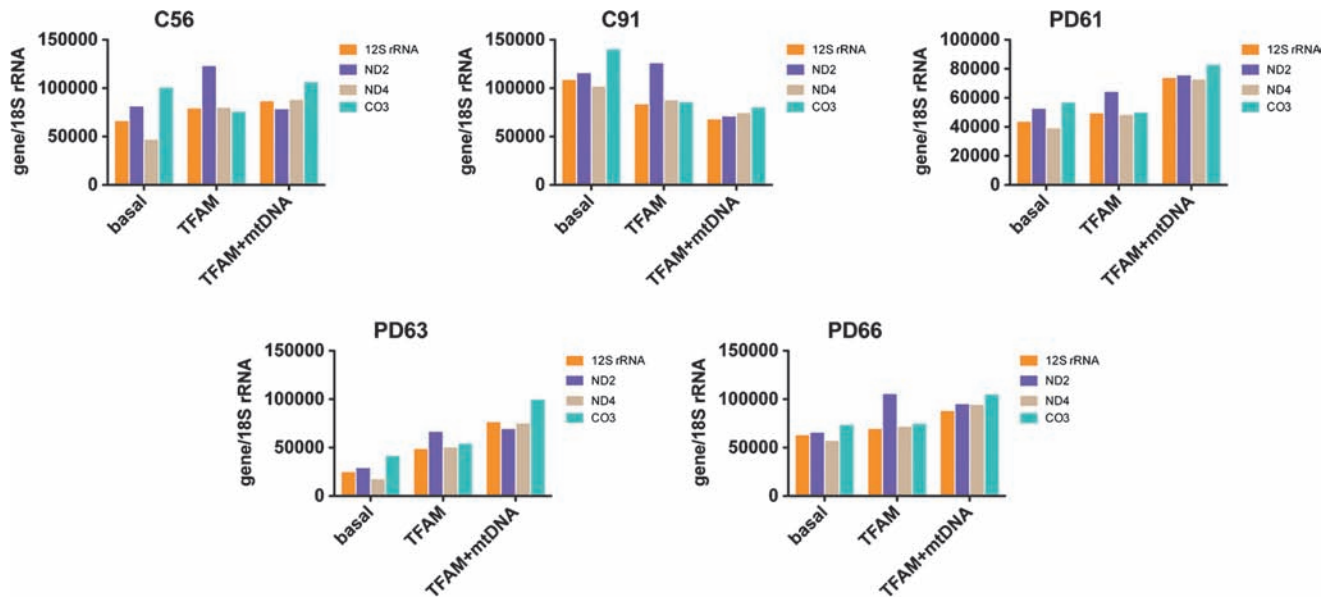 C56
gene/18S rRNA
150000
100000
50000
0
basal
TFAM
TFAM+mtDNA
12S rRNA
ND2
ND4
CO3
C91
gene/18S rRNA
150000
100000
50000
0
basal
TFAM
TFAM+mtDNA
12S rRNA
ND2
ND4
CO3
PD61
gene/18S rRNA
100000
80000
60000
40000
20000
0
basal
TFAM
TFAM+mtDNA
12S rRNA
ND2
ND4
CO3
PD63
gene/18S rRNA
150000
100000
50000
0
basal
TFAM
TFAM+mtDNA
12S rRNA
ND2
ND4
CO3
PD66
gene/18S rRNA
150000
100000
50000
0
basal
TFAM
TFAM+mtDNA
12S rRNA
ND2
ND4
CO3